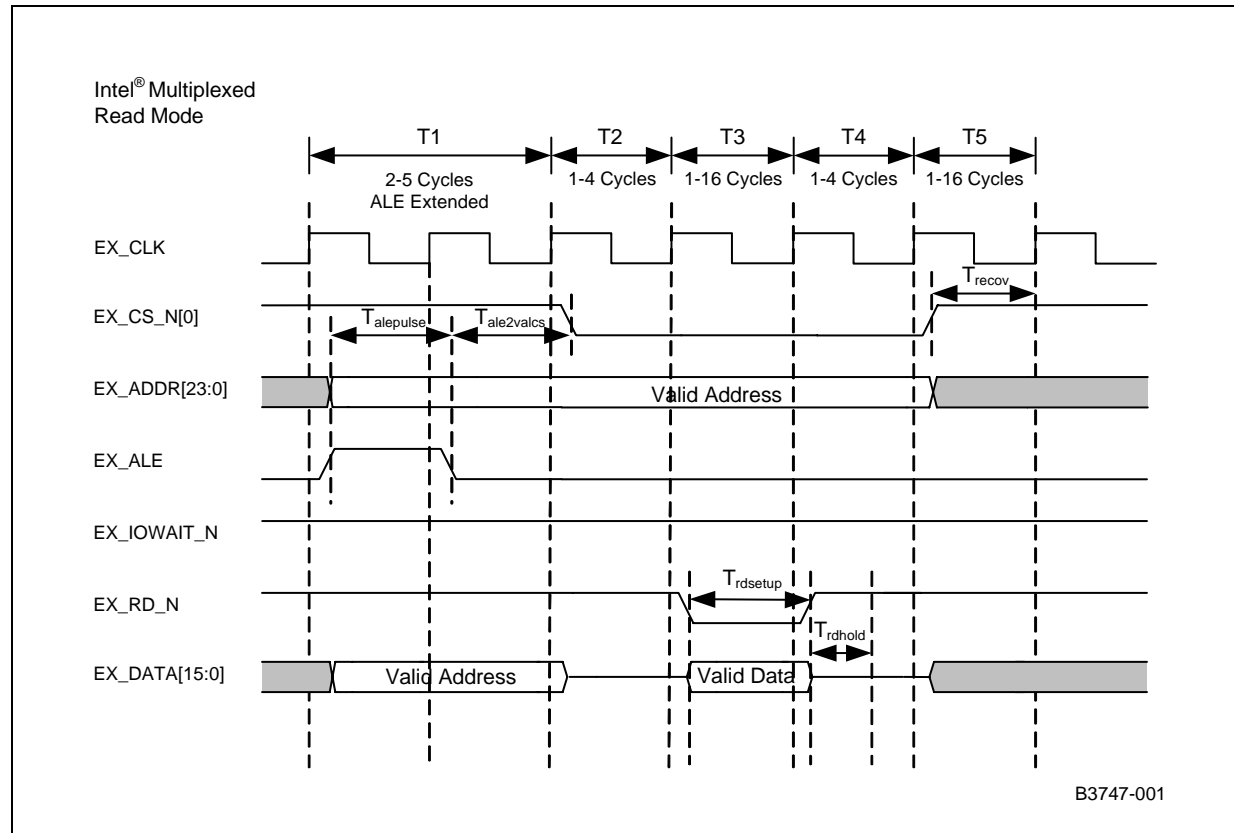 Intel® Multiplexed
Read Mode
T1 T2 T3 T4 T5
2-5 Cycles 1-4 Cycles 1-16 Cycles 1-4 Cycles 1-16 Cycles
ALE Extended
EX_CLK
Trecov
EX_CS_N[0]
Talepulse Tale2valcs
EX_ADDR[23:0] Valid Address
EX_ALE
EX_IOWAIT_N
Trdsetup
EX_RD_N
Trdhold
EX_DATA[15:0] Valid Address Valid Data
B3747-001